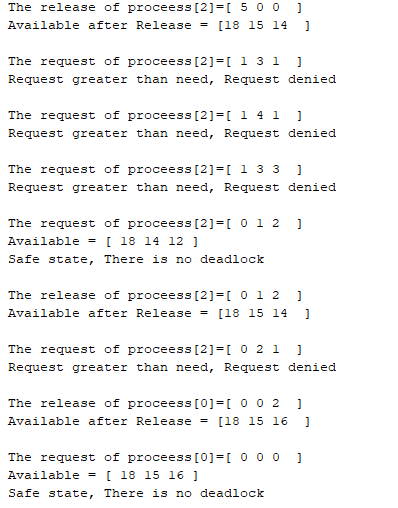 The release of proceess[2]=[ 5 0 0  ]
Available after Release = [18 15 14  ]
The request of proceess[2]=[ 1 3 1  ]
Request greater than need, Request denied
The request of proceess[2]=[ 1 4 1  ]
Request greater than need, Request denied
The request of proceess[2]=[ 1 3 3  ]
Request greater than need, Request denied
The request of proceess[2]=[ 0 1 2  ]
Available = [ 18 14 12 ]
Safe state, There is no deadlock
The release of proceess[2]=[ 0 1 2  ]
Available after Release = [18 15 14  ]
The request of proceess[2]=[ 0 2 1  ]
Request greater than need, Request denied
The release of proceess[0]=[ 0 0 2  ]
Available after Release = [18 15 16  ]
The request of proceess[0]=[ 0 0 0  ]
Available = [ 18 15 16 ]
Safe state, There is no deadlock